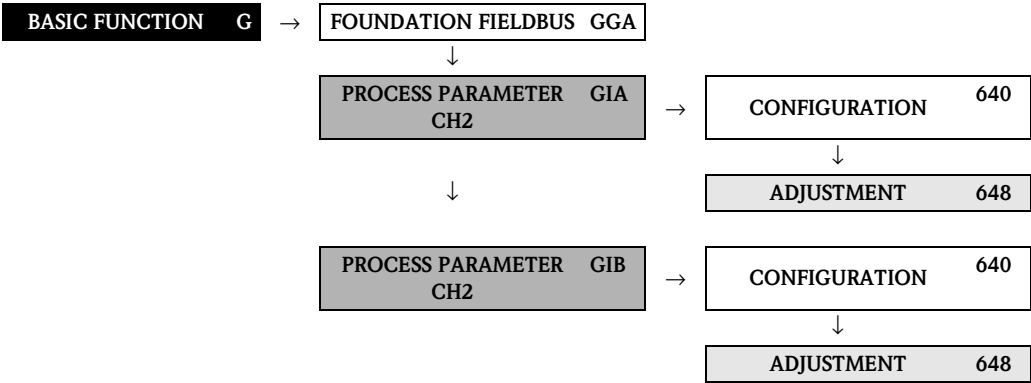 BASIC FUNCTION G → FOUNDATION FIELDBUS GGA
↓
PROCESS PARAMETER GIA → CONFIGURATION 640
CH2
↓
↓ ADJUSTMENT 648
PROCESS PARAMETER GIB → CONFIGURATION 640
CH2
↓
ADJUSTMENT 648